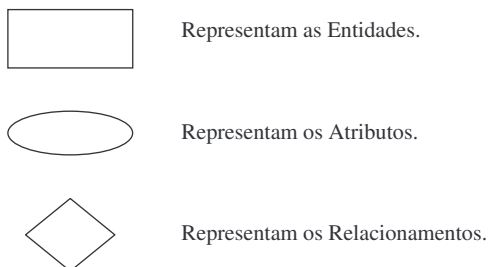 Representam as Entidades.
Representam os Atributos.
Representam os Relacionamentos.